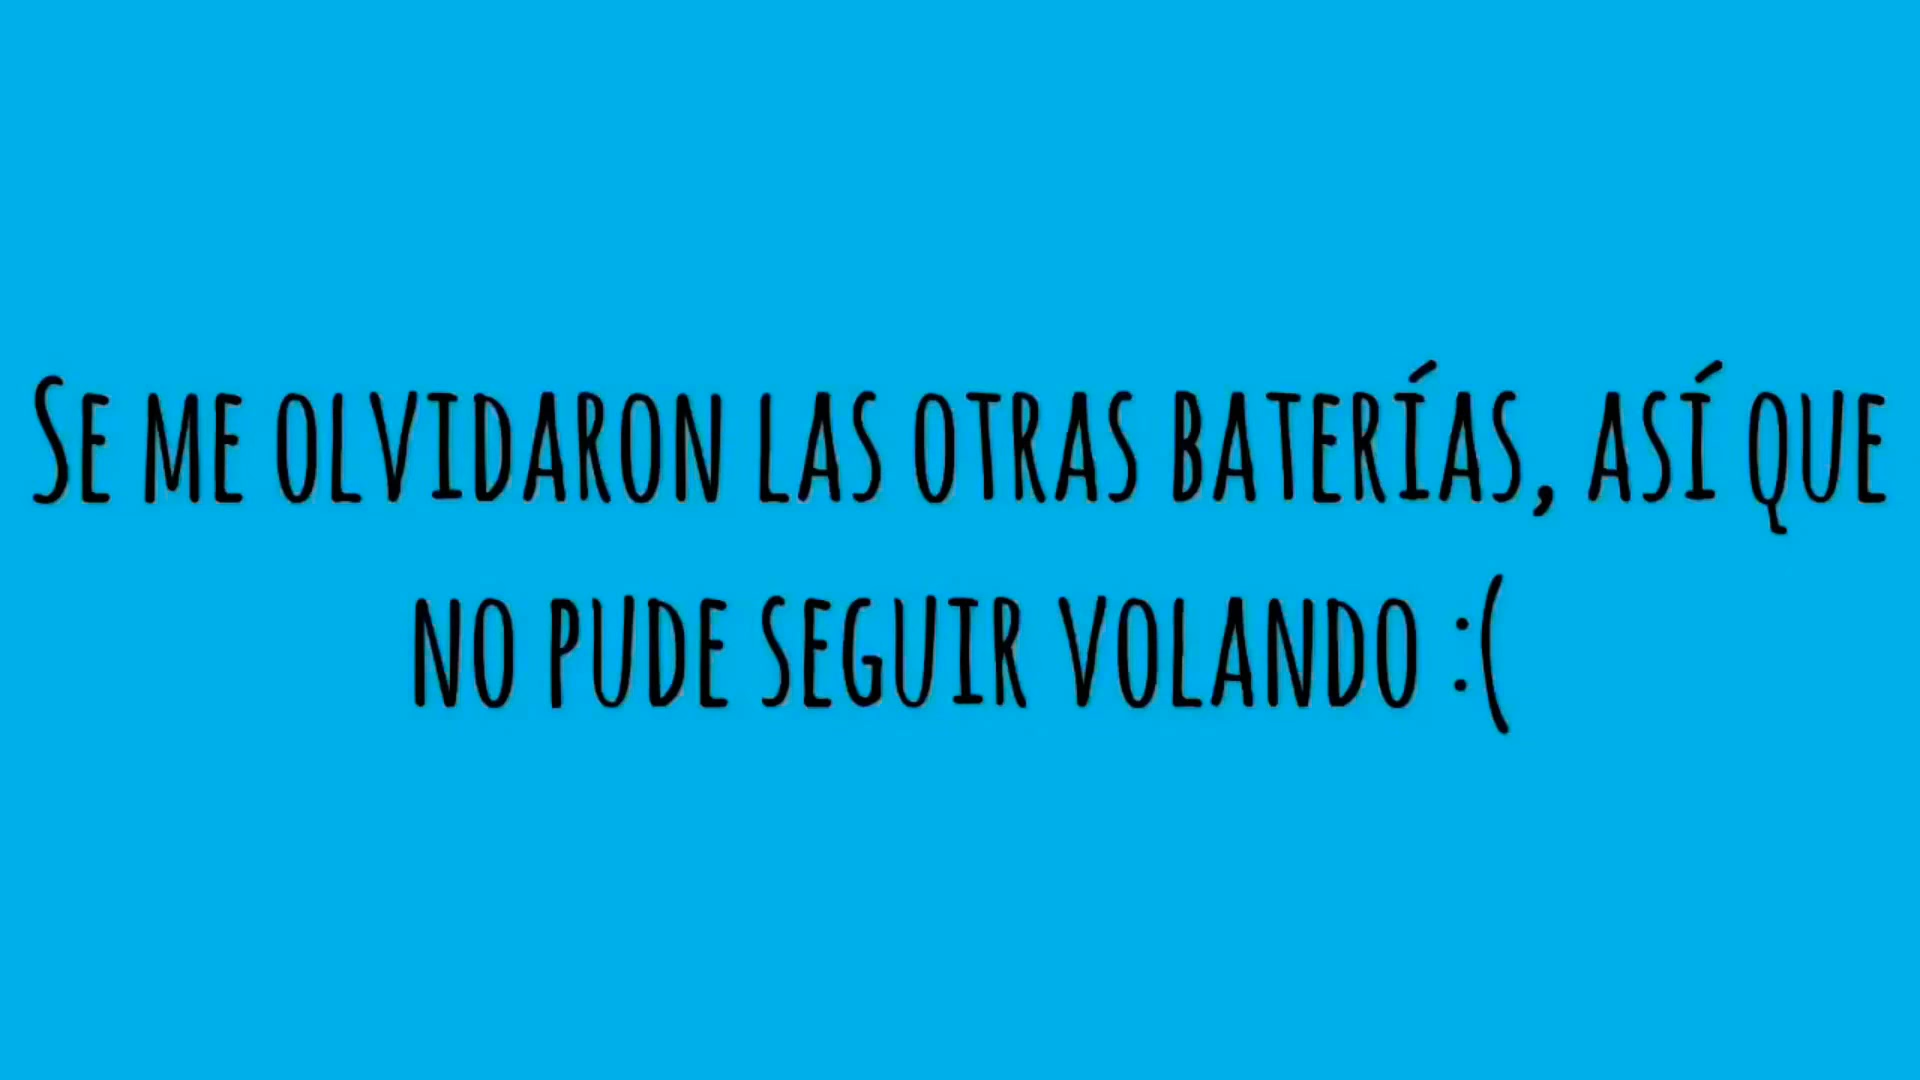 Se me olvidaron las otras baterías, así que
no pude seguir volando :(